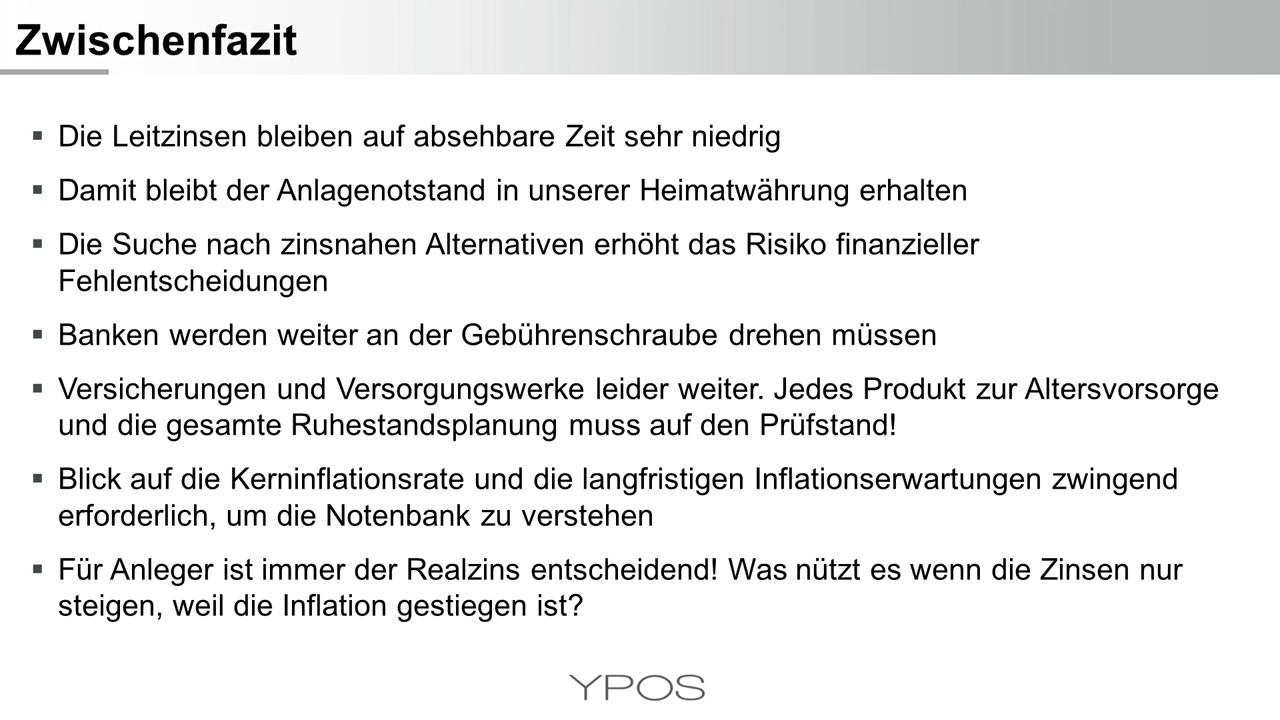 Zwischenfazit
Die Leitzinsen bleiben auf absehbare Zeit sehr niedrig
Damit bleibt der Anlagenotstand in unserer Heimatwährung erhalten
Die Suche nach zinsnahen Alternativen erhöht das Risiko finanzieller
Fehlentscheidungen
Banken werden weiter an der Gebührenschraube drehen müssen
Versicherungen und Versorgungswerke leider weiter. Jedes Produkt zur Altersvorsorge
und die gesamte Ruhestandsplanung muss auf den Prüfstand!
Blick auf die Kerninflationsrate und die langfristigen Inflationserwartungen zwingend
erforderlich, um die Notenbank zu verstehen
Für Anleger ist immer der Realzins entscheidend! Was nützt es wenn die Zinsen nur
steigen, weil die Inflation gestiegen ist?
YPOS